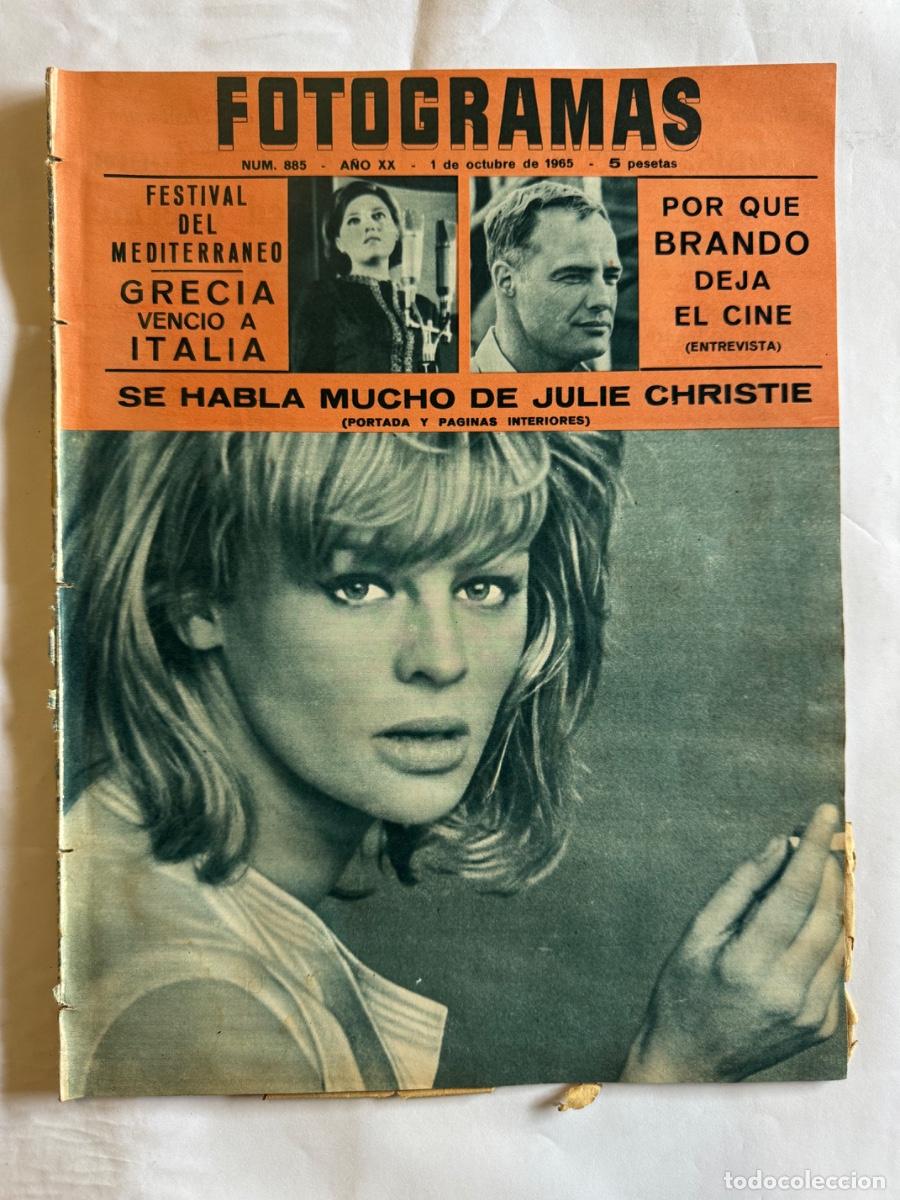 FOTOGRAMAS
NUM. 885 - AÑO XX - 1 de octubre de 1965 - 5 pesetas
FESTIVAL
DEL
MEDITERRANEO
GRECIA
VENCIO A
ITALIA
POR QUE
BRANDO
DEJA
EL CINE
(ENTREVISTA)
SE HABLA MUCHO DE JULIE CHRISTIE
(PORTADA Y PAGINAS INTERIORES)
todocoleccion